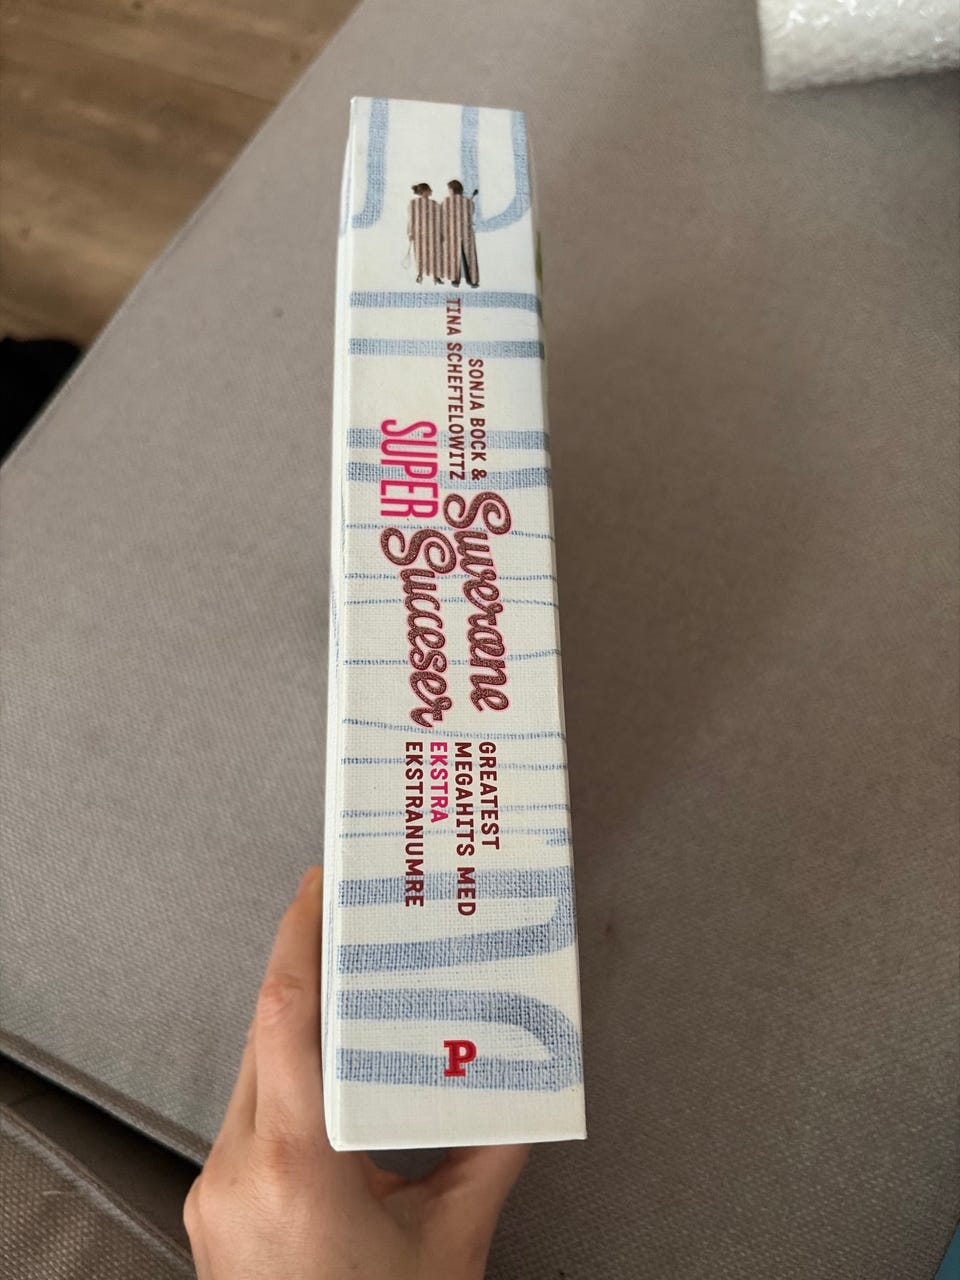 SONJA BOCK &
TINA SCHEFTELOWITZ
Suveræne
SUPER Succeser
GREATEST
MEGAHITS MED
EKSTRA
EKSTRANUMRE
P